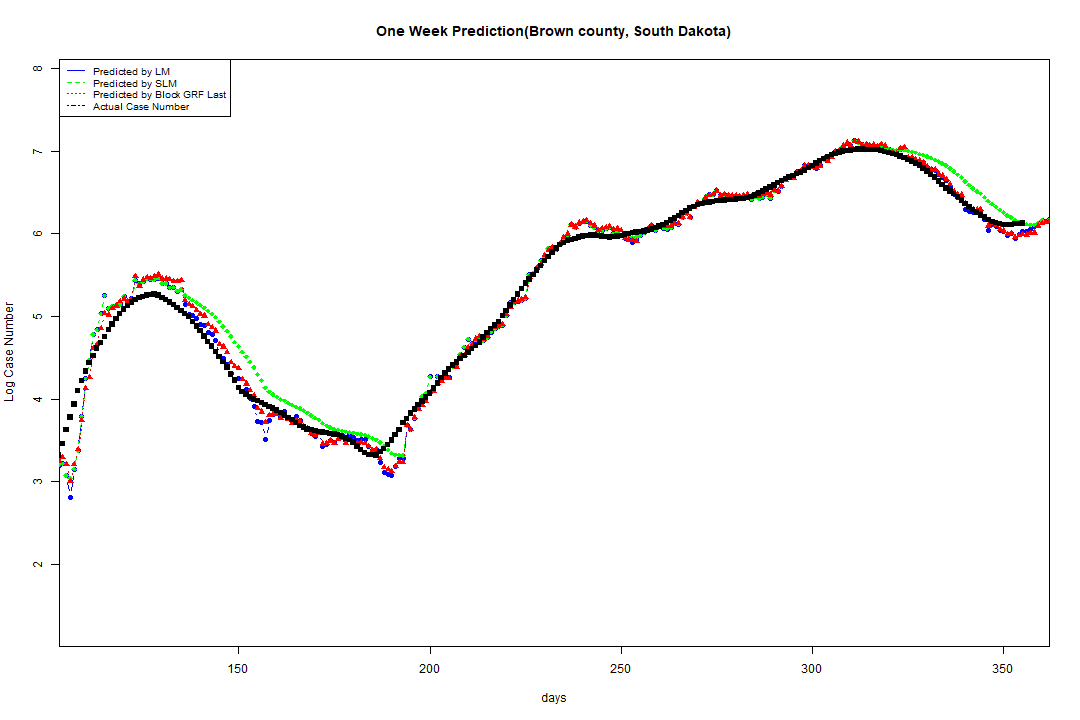 One Week Prediction(Brown county, South Dakota)
Predicted by LM
Predicted by SLM
Predicted by Block GRF Last
Actual Case Number
8
7
6
5
4
3
2
Log Case Number
150 200 250 300 350
days